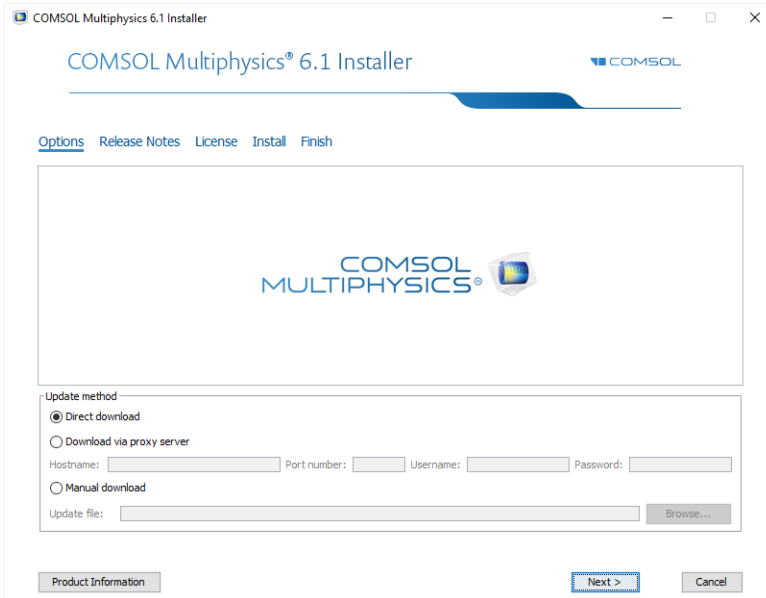 COMSOL Multiphysics 6.1 Installer
COMSOL Multiphysics® 6.1 Installer
COMSOL
Options Release Notes License Install Finish
COMSOL
MULTIPHYSICS®
Update method
Direct download
Download via proxy server
Hostname: Port number: Username: Password:
Manual download
Update file: Browse...
Product Information Next > Cancel